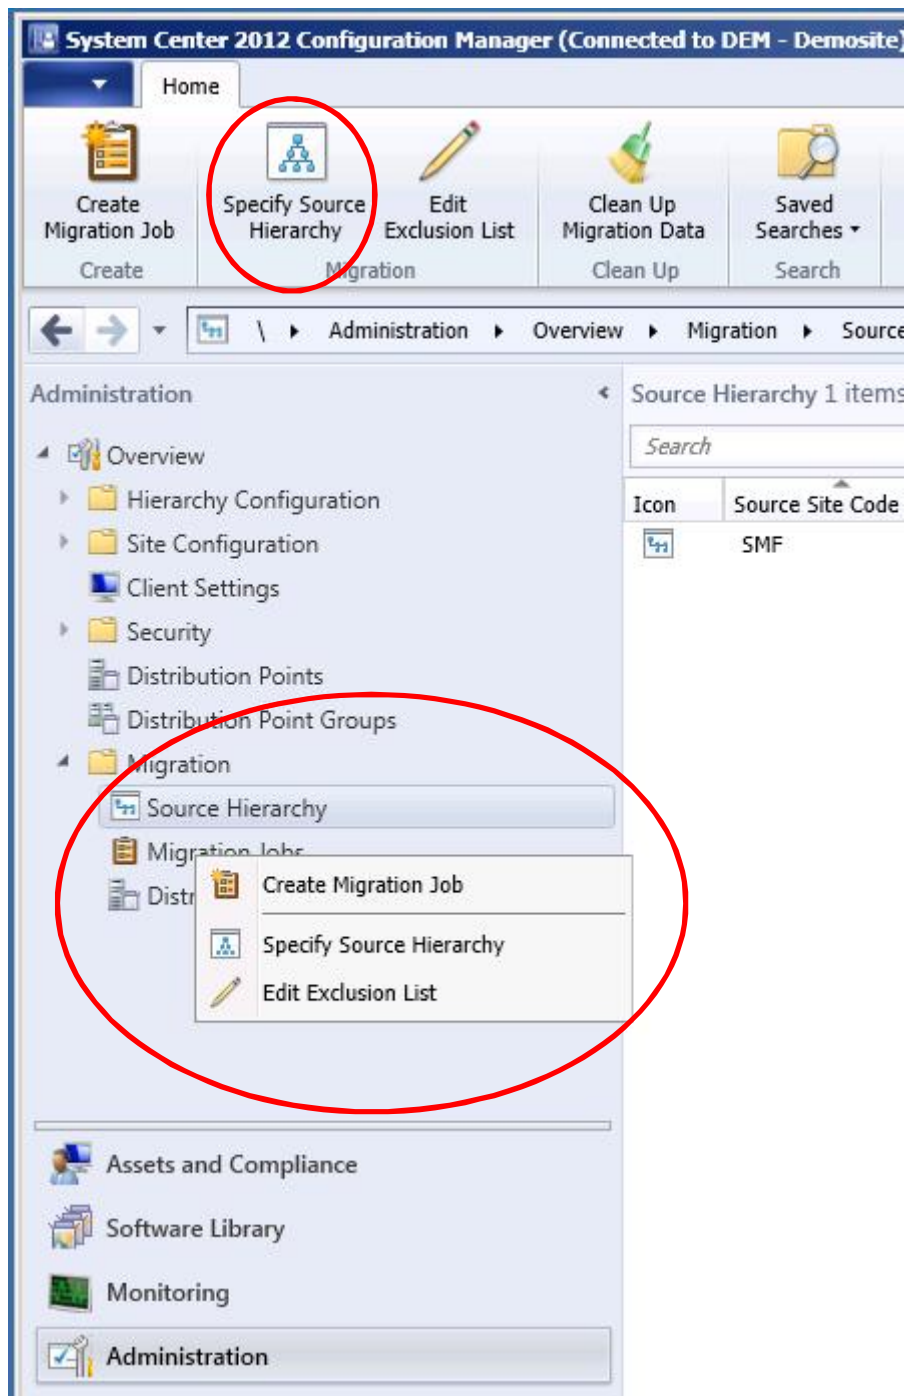 System Center 2012 Configuration Manager (Connected to DEM - Demosite)
Home
Create Migration Job
Specify Source Hierarchy
Edit Exclusion List
Clean Up Migration Data
Saved Searches
Create
Migration
Clean Up
Search
\ Administration Overview Migration Source
Administration
Source Hierarchy 1 items
Search
Icon Source Site Code
SMF
Overview
Hierarchy Configuration
Site Configuration
Client Settings
Security
Distribution Points
Distribution Point Groups
Migration
Source Hierarchy
Migration Jobs
Distr
Create Migration Job
Specify Source Hierarchy
Edit Exclusion List
Assets and Compliance
Software Library
Monitoring
Administration